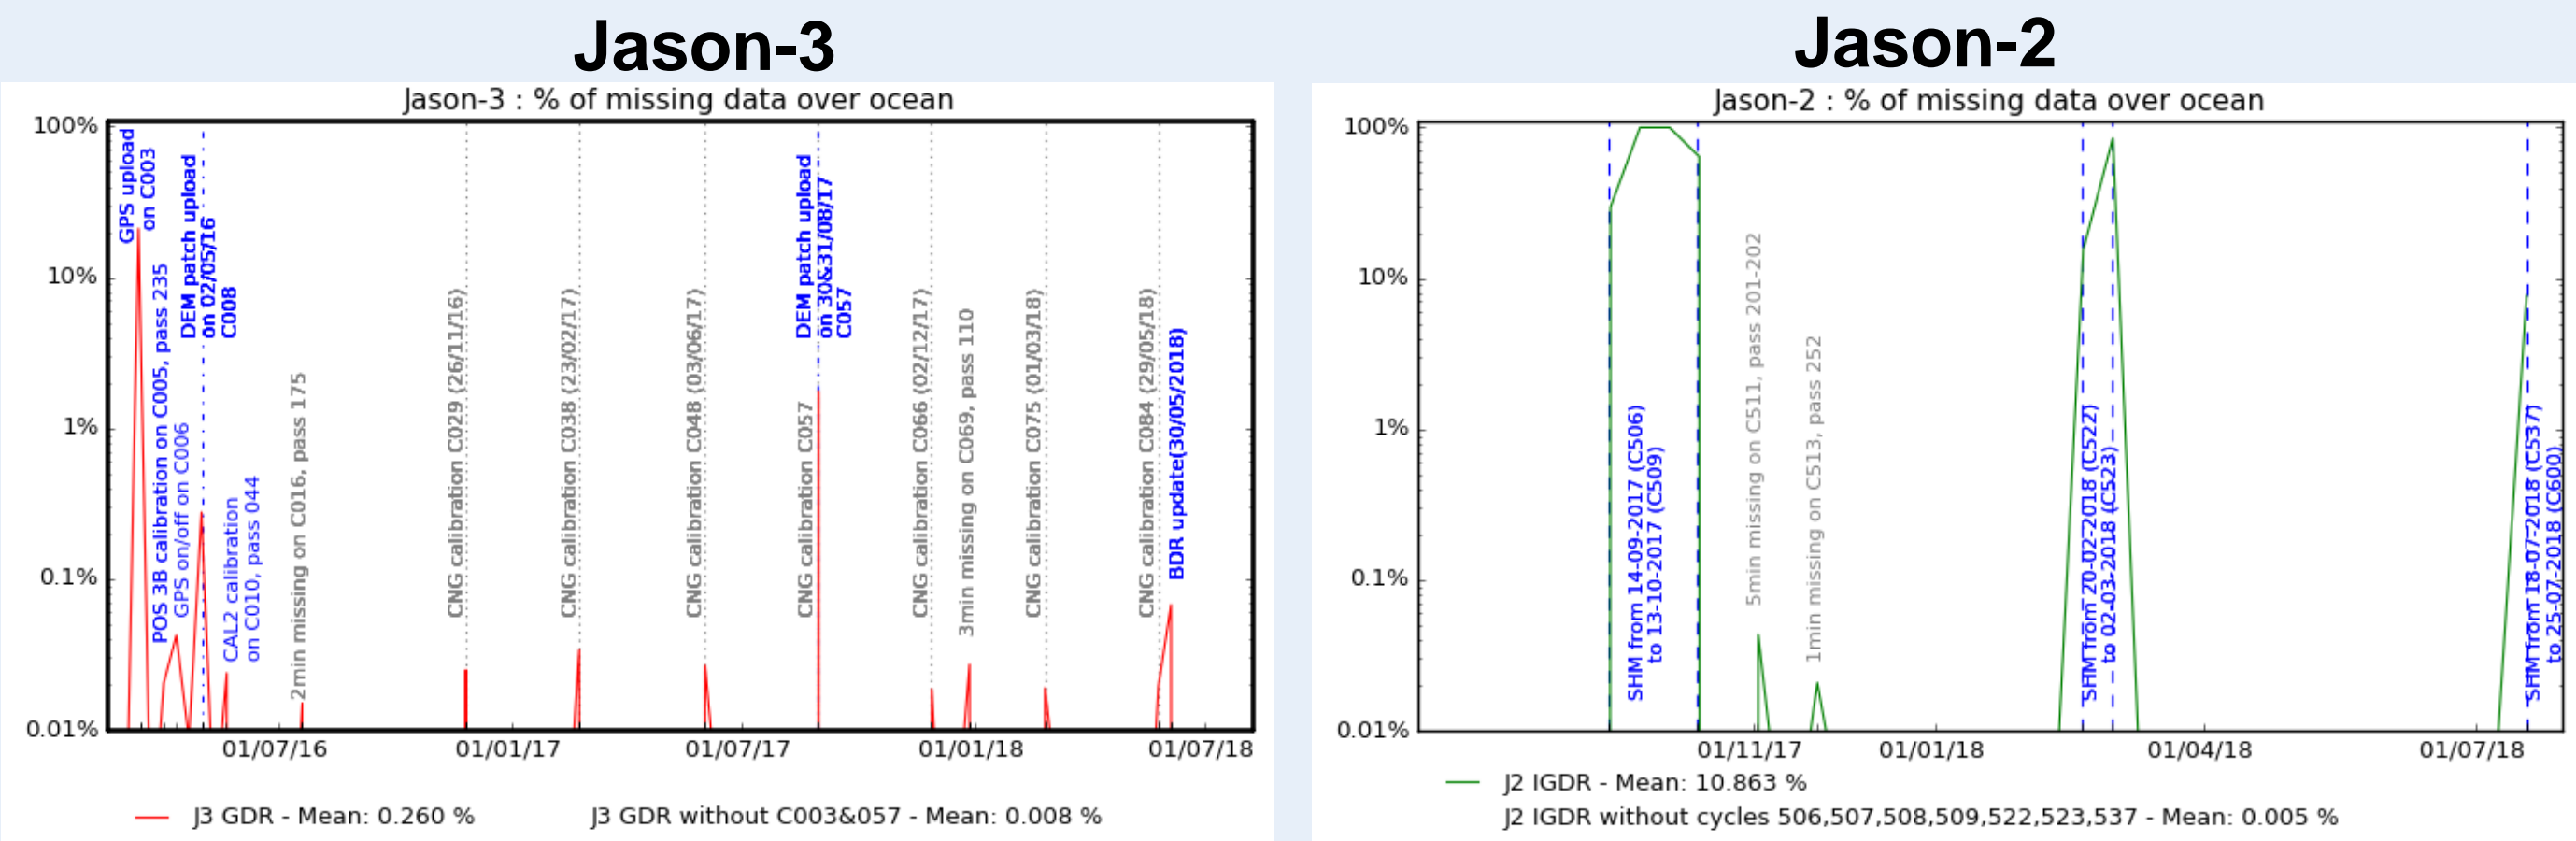 Jason-3
Jason-3 : % of missing data over ocean
100%
10%
1%
0.1%
0.01%
GPS upload
on C003
POS 3B calibration on C005, pass 235
GPS on/off on C006
DEM patch upload
on 02/05/16
C008
CAL2 calibration
on C010, pass 044
2min missing on C016, pass 175
CNG calibration C029 (26/11/16)
CNG calibration C038 (23/02/17)
CNG calibration C048 (03/06/17)
CNG calibration C057
DEM patch upload
on 30&31/08/17
C057
CNG calibration C066 (02/12/17)
3min missing on C069, pass 110
CNG calibration C075 (01/03/18)
CNG calibration C084 (29/05/18)
BDR update(30/05/2018)
01/07/16
01/01/17
01/07/17
01/01/18
01/07/18
J3 GDR - Mean: 0.260 %
J3 GDR without C003&057 - Mean: 0.008 %
Jason-2
Jason-2 : % of missing data over ocean
100%
10%
1%
0.1%
0.01%
SHM from 14-09-2017 (C506)
to 13-10-2017 (C509)
5min missing on C511, pass 201-202
1min missing on C513, pass 252
SHM from 20-02-2018 (C522)
to 02-03-2018 (C523)
SHM from 18-07-2018 (C537)
to 25-07-2018 (C600)
01/11/17
01/01/18
01/04/18
01/07/18
J2 IGDR - Mean: 10.863 %
J2 IGDR without cycles 506,507,508,509,522,523,537 - Mean: 0.005 %